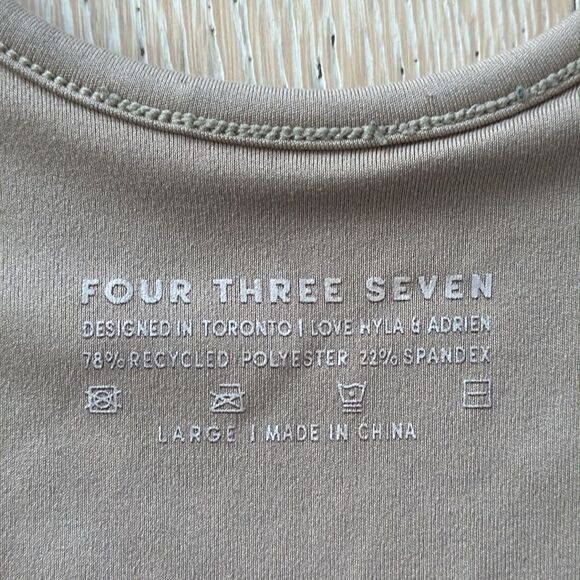 FOUR THREE SEVEN
DESIGNED IN TORONTO | LOVE HYLA & ADRIEN
78% RECYCLED POLYESTER 22% SPANDEX
LARGE | MADE IN CHINA